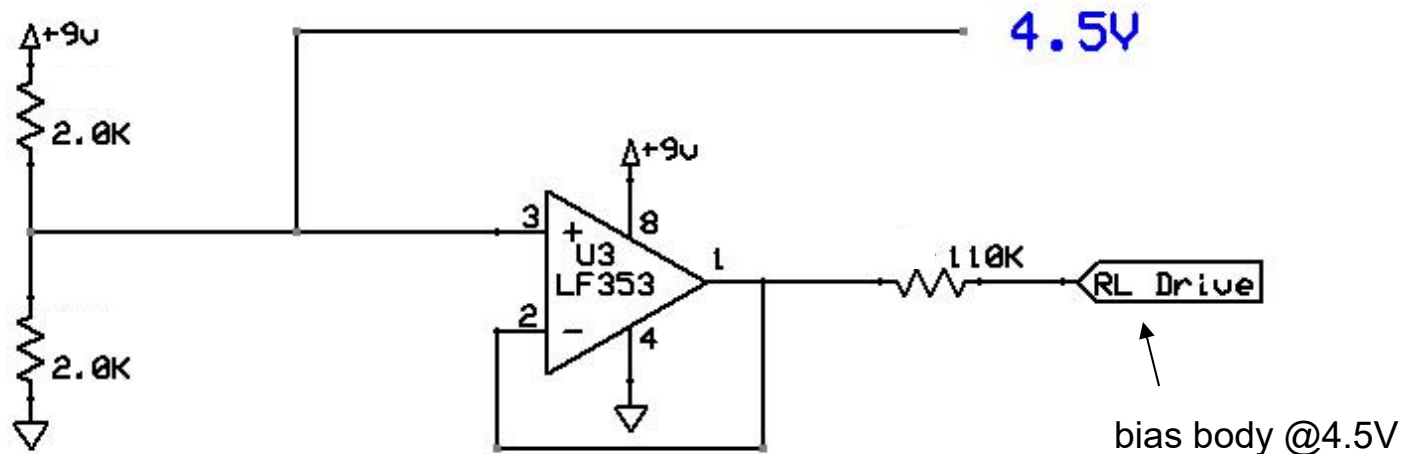 +9v
4.5V
2.0K
+9v
3
+
8
U3
1
110K
LF353
RL Drive
2
-
4
2.0K
bias body @4.5V